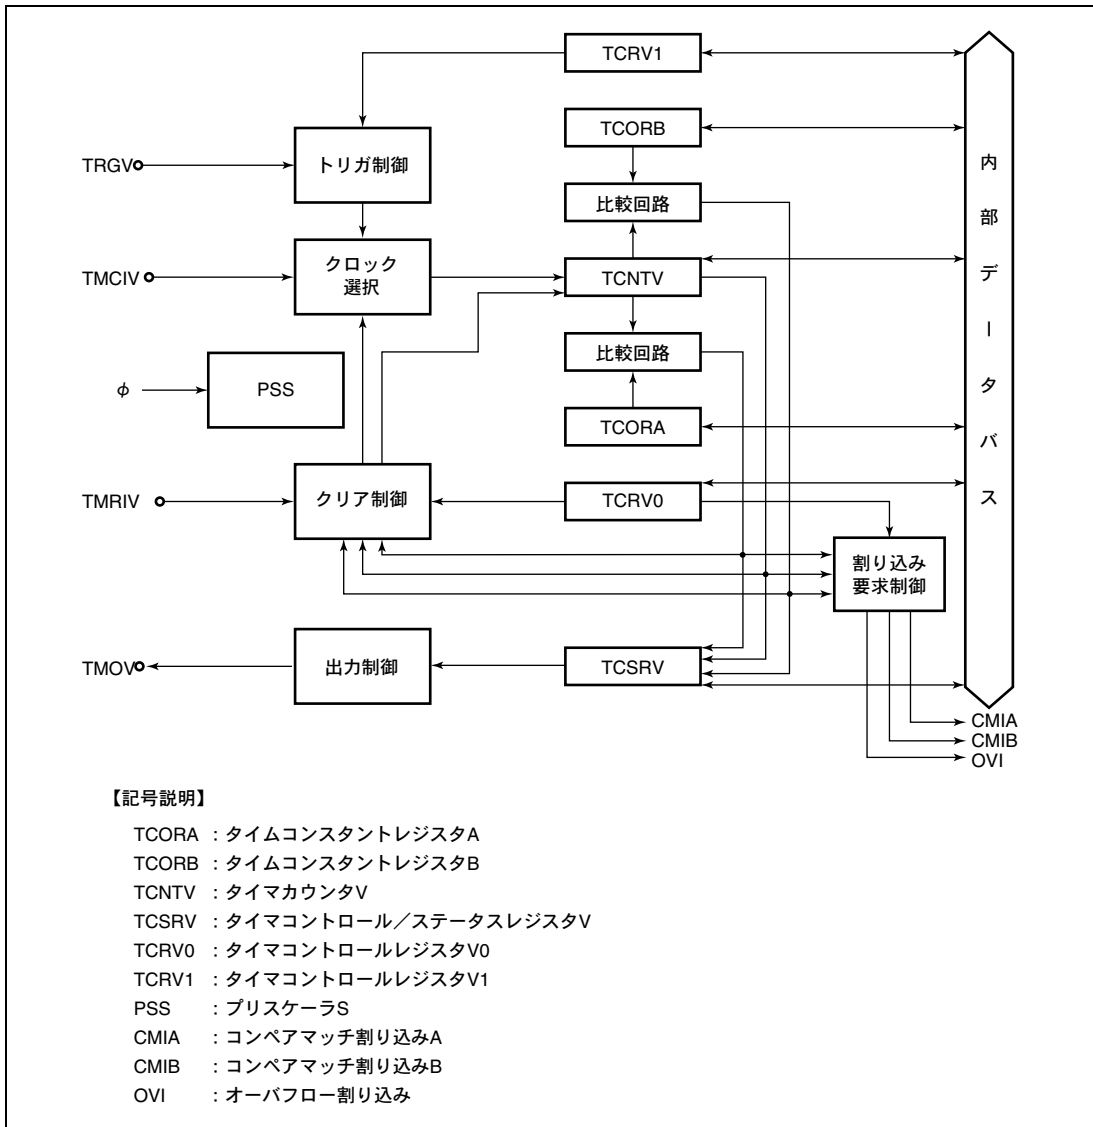 TCRV1
TCORB
トリガ制御
TRGV
比較回路
クロック
選択
TMCIV
TCNTV
比較回路
φ
PSS
TCORA
クリア制御
TMRIV
TCRV0
割り込み
要求制御
出力制御
TMOV
TCSRV
内部データバス
CMIA
CMIB
OVI
【記号説明】
TCORA :タイムコンスタントレジスタA
TCORB :タイムコンスタントレジスタB
TCNTV :タイマカウンタV
TCSRV :タイマコントロール/ステータスレジスタV
TCRV0 :タイマコントロールレジスタV0
TCRV1 :タイマコントロールレジスタV1
PSS :プリスケーラS
CMIA :コンペアマッチ割り込みA
CMIB :コンペアマッチ割り込みB
OVI :オーバフロー割り込み